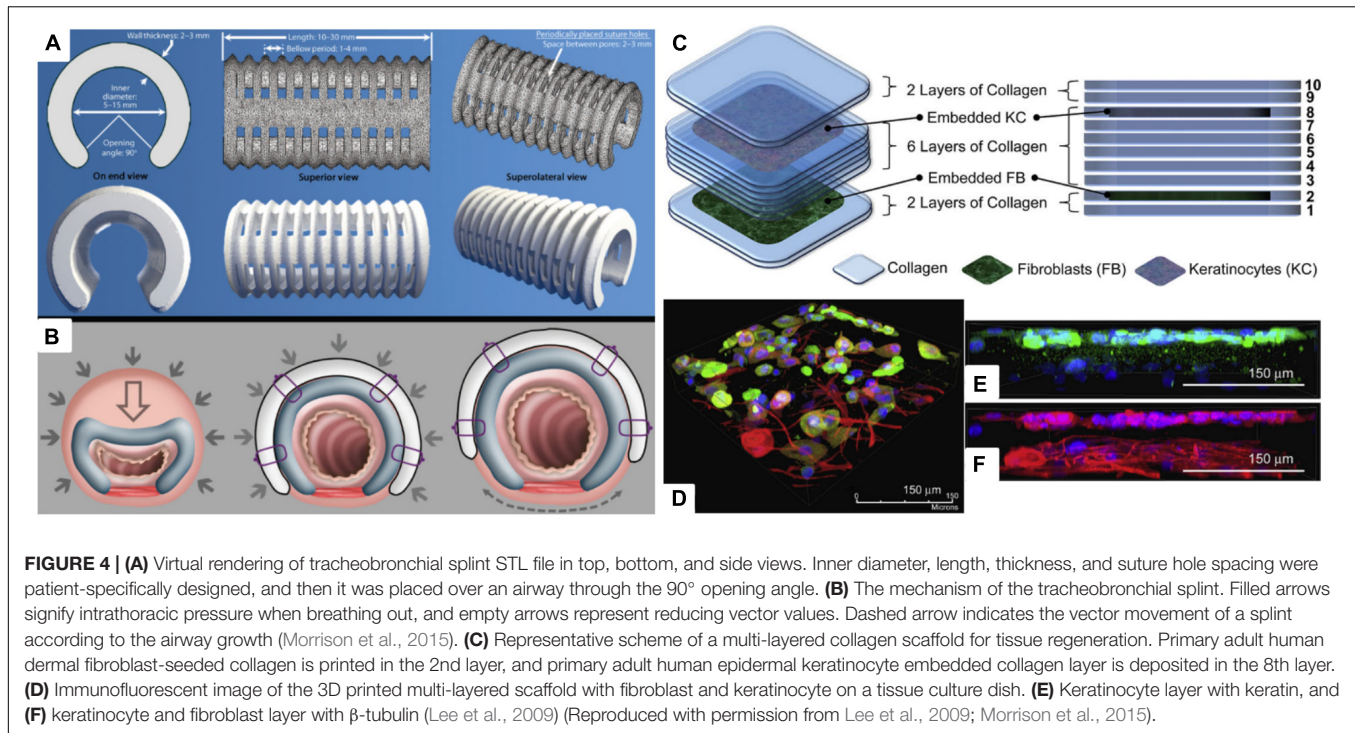 A
Wall thickness: 2–3 mm
Inner
diameter:
5–15 mm
Opening
angle: 90°
On end view
Length: 10–30 mm
Bellow period: 1-4 mm
Superior view
Periodically placed suture holes
Space between pores: 2–3 mm
Superolateral view
B
C
2 Layers of Collagen
Embedded KC
6 Layers of Collagen
Embedded FB
2 Layers of Collagen
10
9
8
7
6
5
4
3
2
1
Collagen
Fibroblasts (FB)
Keratinocytes (KC)
D
150 µm
0
150
Microns
E
150 µm
F
150 µm
FIGURE 4 | (A) Virtual rendering of tracheobronchial splint STL file in top, bottom, and side views. Inner diameter, length, thickness, and suture hole spacing were
patient-specifically designed, and then it was placed over an airway through the 90° opening angle. (B) The mechanism of the tracheobronchial splint. Filled arrows
signify intrathoracic pressure when breathing out, and empty arrows represent reducing vector values. Dashed arrow indicates the vector movement of a splint
according to the airway growth (Morrison et al., 2015). (C) Representative scheme of a multi-layered collagen scaffold for tissue regeneration. Primary adult human
dermal fibroblast-seeded collagen is printed in the 2nd layer, and primary adult human epidermal keratinocyte embedded collagen layer is deposited in the 8th layer.
(D) Immunofluorescent image of the 3D printed multi-layered scaffold with fibroblast and keratinocyte on a tissue culture dish. (E) Keratinocyte layer with keratin, and
(F) keratinocyte and fibroblast layer with β-tubulin (Lee et al., 2009) (Reproduced with permission from Lee et al., 2009; Morrison et al., 2015).